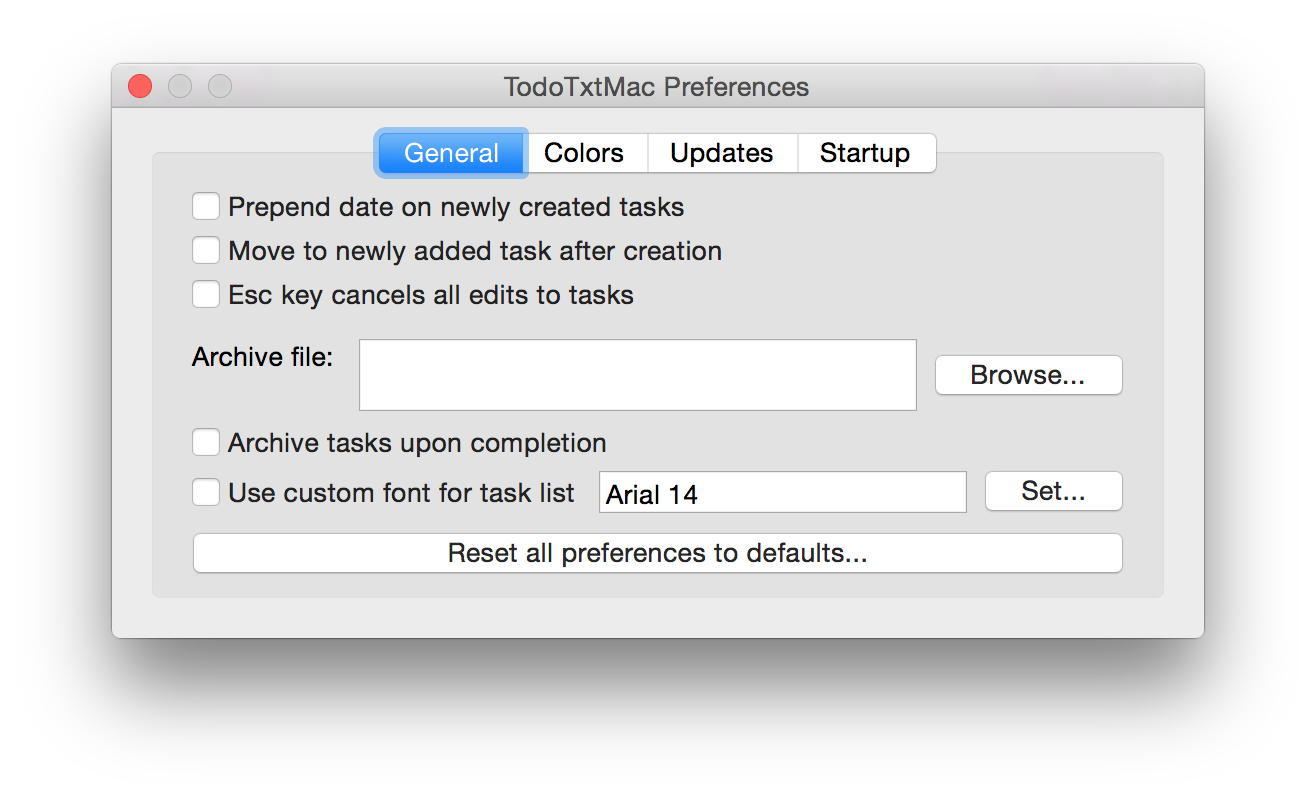 TodoTxtMac Preferences
General Colors Updates Startup
Prepend date on newly created tasks
Move to newly added task after creation
Esc key cancels all edits to tasks
Archive file:
Browse...
Archive tasks upon completion
Use custom font for task list Arial 14 Set...
Reset all preferences to defaults...